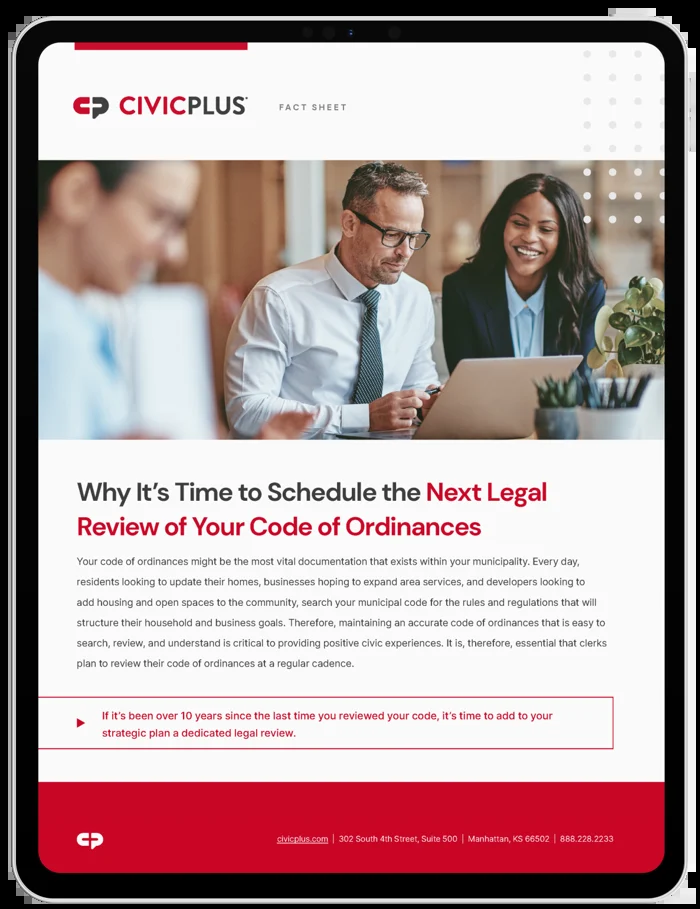 CIVICPLUS
FACT SHEET
Why It's Time to Schedule the Next Legal
Review of Your Code of Ordinances
Your code of ordinances might be the most vital documentation that exists within your municipality. Every day,
residents looking to update their homes, businesses hoping to expand area services, and developers looking to
add housing and open spaces to the community, search your municipal code for the rules and regulations that will
structure their household and business goals. Therefore, maintaining an accurate code of ordinances that is easy to
search, review, and understand is critical to providing positive civic experiences. It is, therefore, essential that clerks
plan to review their code of ordinances at a regular cadence.
If it's been over 10 years since the last time you reviewed your code, it's time to add to your
strategic plan a dedicated legal review.
civicplus.com | 302 South 4th Street, Suite 500 | Manhattan, KS 66502 | 888.228.2233